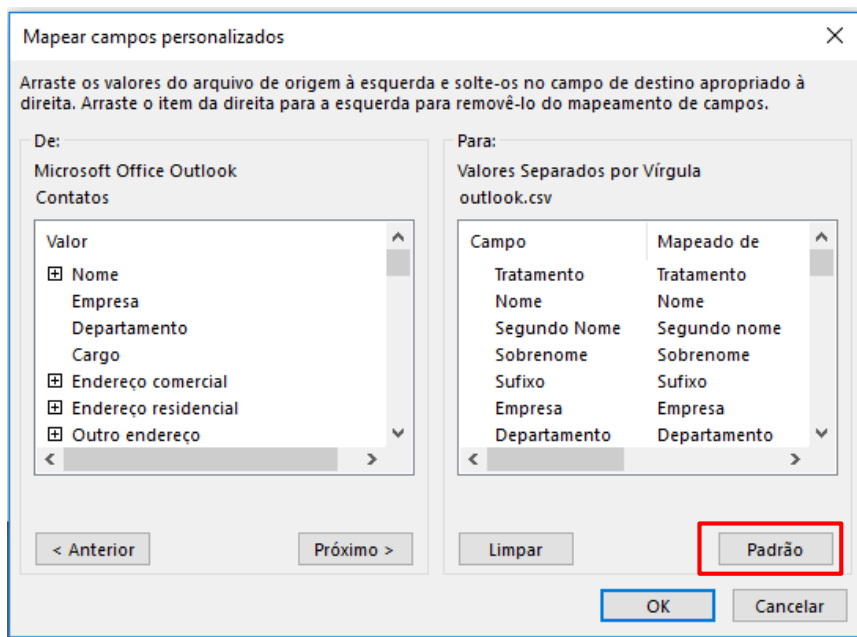 Mapear campos personalizados
Arraste os valores do arquivo de origem à esquerda e solte-os no campo de destino apropriado à
direita. Arraste o item da direita para a esquerda para removê-lo do mapeamento de campos.
De:
Microsoft Office Outlook
Contatos
Valor
Nome
Empresa
Departamento
Cargo
Endereço comercial
Endereço residencial
Outro endereço
< Anterior
Próximo >
Para:
Valores Separados por Vírgula
outlook.csv
Campo Mapeado de
Tratamento Tratamento
Nome Nome
Segundo Nome Segundo nome
Sobrenome Sobrenome
Sufixo Sufixo
Empresa Empresa
Departamento Departamento
Limpar
Padrão
OK
Cancelar